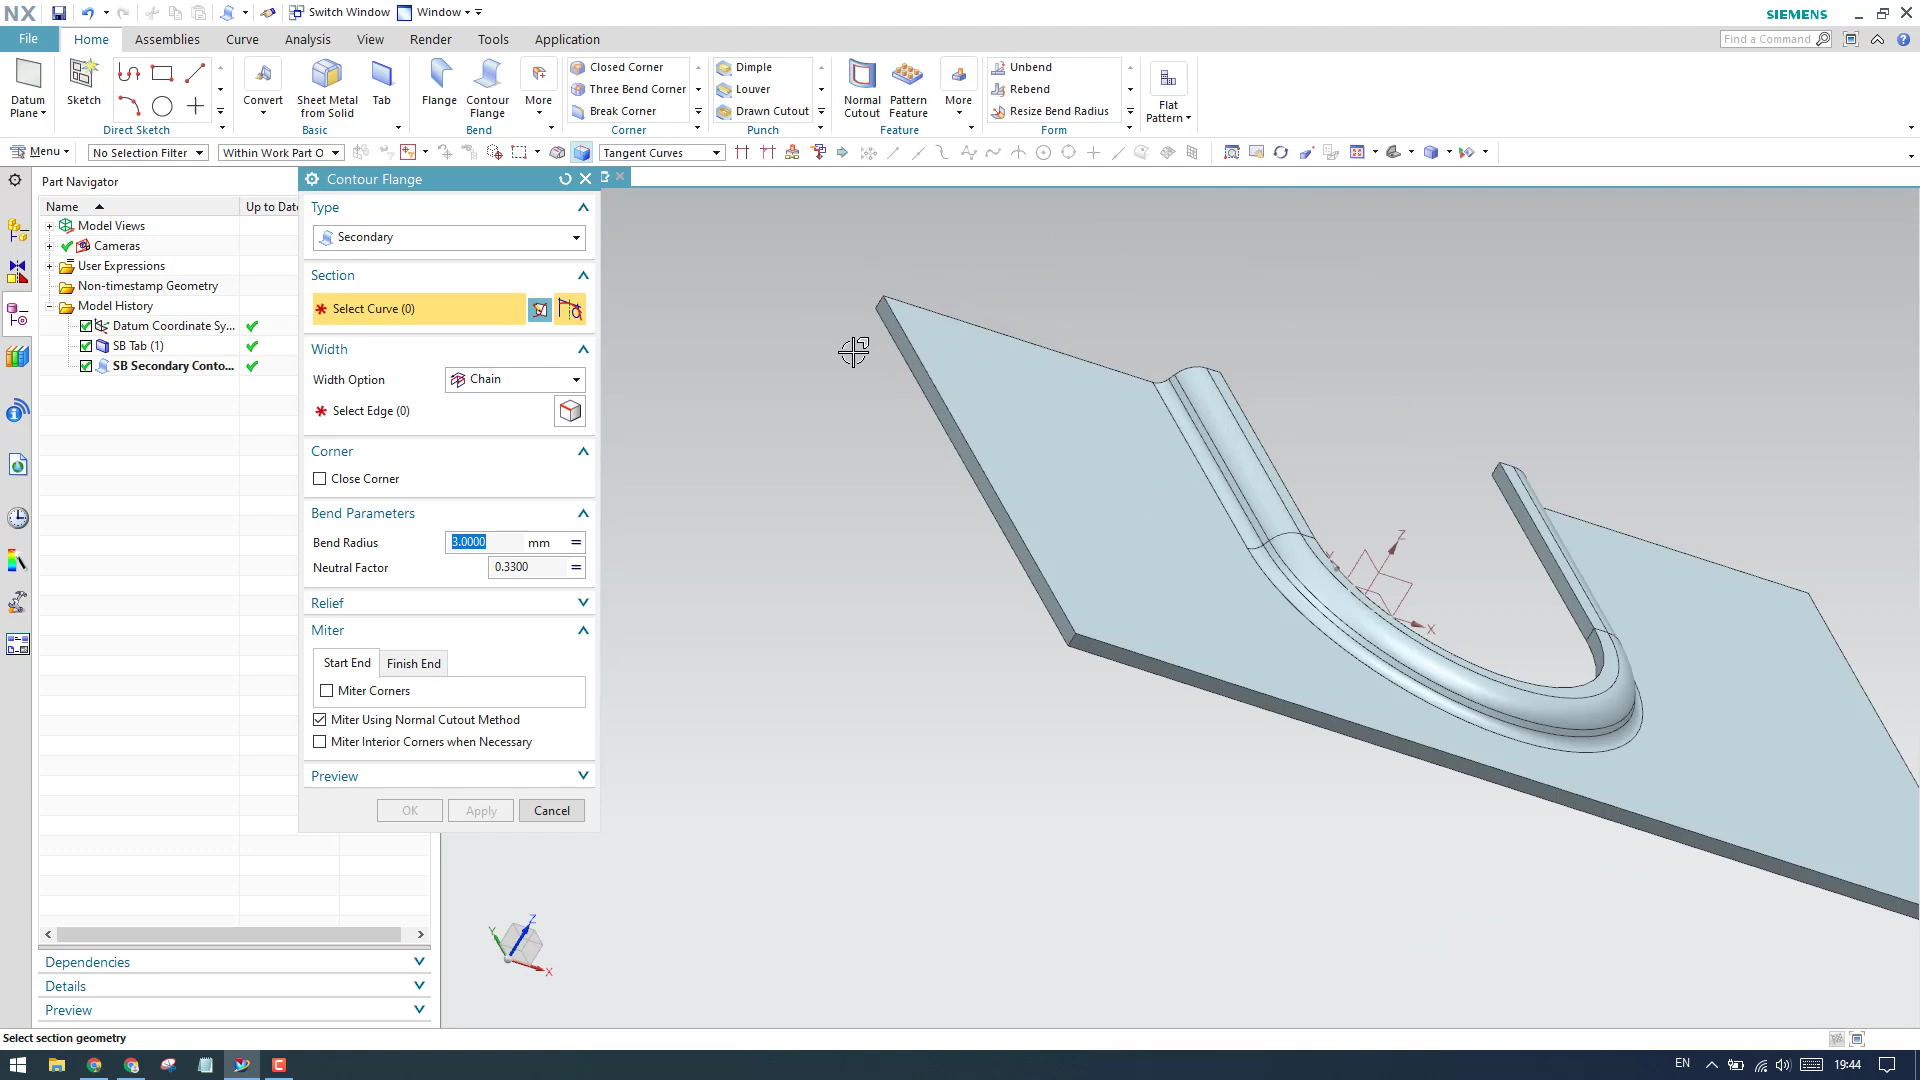 NX
Switch Window
Window
SIEMENS
File
Home
Assemblies
Curve
Analysis
View
Render
Tools
Application
Find a Command
Datum
Plane
Sketch
Direct Sketch
Convert
Sheet Metal
from Solid
Tab
Basic
Flange
Contour
Flange
More
Bend
Closed Corner
Three Bend Corner
Break Corner
Corner
Dimple
Louver
Drawn Cutout
Punch
Normal
Cutout
Pattern
Feature
More
Feature
Unbend
Rebend
Resize Bend Radius
Form
Flat
Pattern
Menu
No Selection Filter
Within Work Part O
Tangent Curves
Part Navigator
Name
Up to Date
Model Views
Cameras
User Expressions
Non-timestamp Geometry
Model History
Datum Coordinate Sy...
SB Tab (1)
SB Secondary Conto...
Dependencies
Details
Preview
Contour Flange
Type
Secondary
Section
* Select Curve (0)
Width
Width Option
Chain
* Select Edge (0)
Corner
Close Corner
Bend Parameters
Bend Radius
3.0000
mm
=
Neutral Factor
0.3300
=
Relief
Miter
Start End
Finish End
Miter Corners
Miter Using Normal Cutout Method
Miter Interior Corners when Necessary
Preview
OK
Apply
Cancel
Z
Y
X
Z
Y
X
Select section geometry
EN
19:44